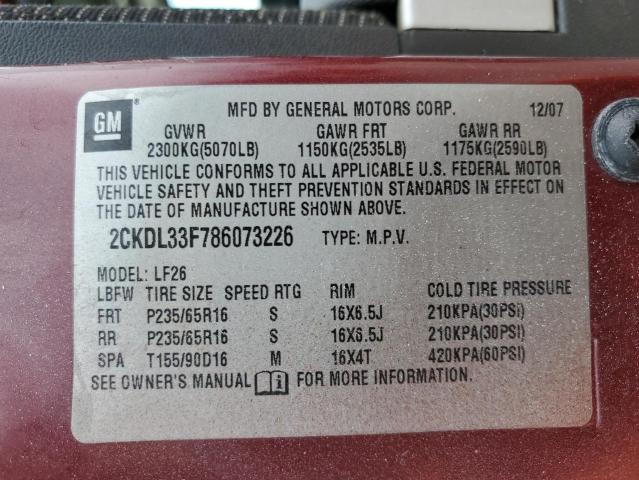 GM ® MFD BY GENERAL MOTORS CORP. 12/07
GVWR GAWR FRT GAWR RR
2300KG(5070LB) 1150KG(2535LB) 1175KG(2590LB)
THIS VEHICLE CONFORMS TO ALL APPLICABLE U.S. FEDERAL MOTOR
VEHICLE SAFETY AND THEFT PREVENTION STANDARDS IN EFFECT ON
THE DATE OF MANUFACTURE SHOWN ABOVE.
2CKDL33F786073226 TYPE: M.P.V.
MODEL: LF26
LBFW TIRE SIZE SPEED RTG RIM COLD TIRE PRESSURE
FRT P235/65R16 S 16X6.5J 210KPA(30PSI)
RR P235/65R16 S 16X6.5J 210KPA(30PSI)
SPA T155/90D16 M 16X4T 420KPA(60PSI)
SEE OWNER'S MANUAL FOR MORE INFORMATION.